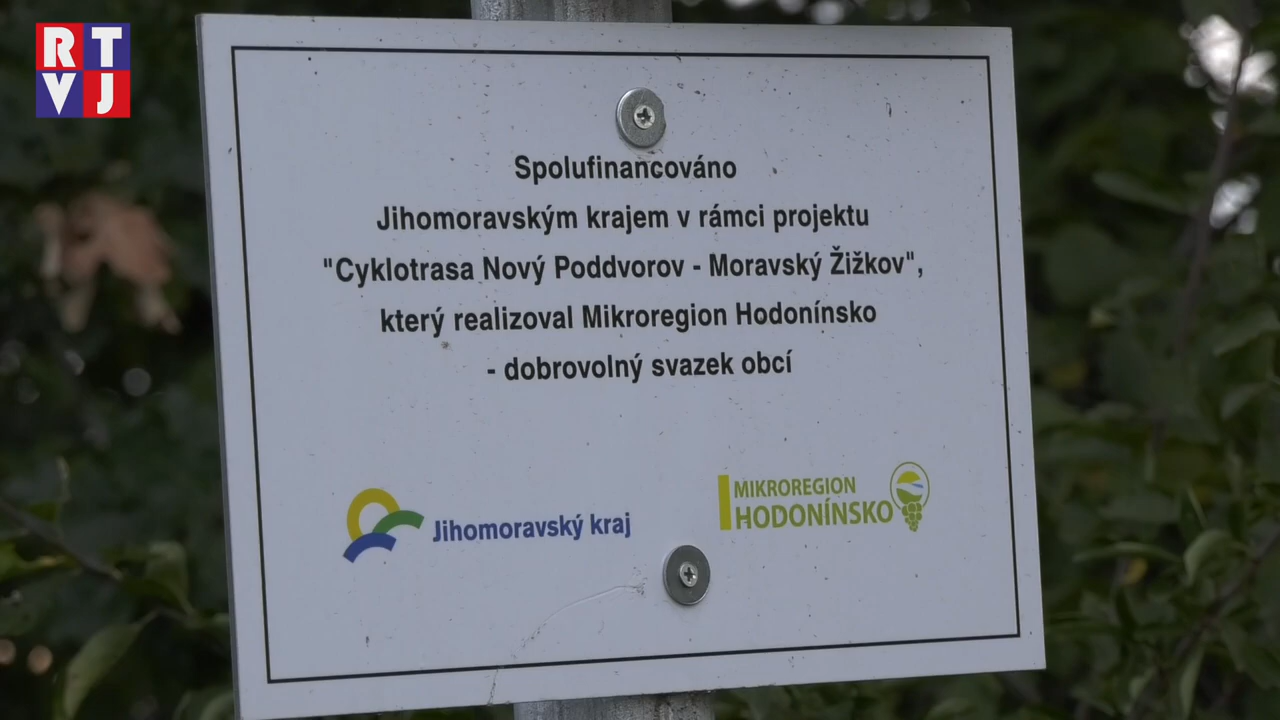 RT
VJ
Spolufinancováno
Jihomoravským krajem v rámci projektu
"Cyklotrasa Nový Poddvorov - Moravský Žižkov",
který realizoval Mikroregion Hodonínsko
- dobrovolný svazek obcí
Jihomoravský kraj
MIKROREGION
HODONÍNSKO